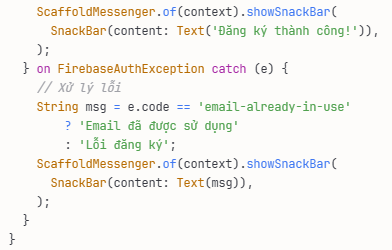 ScaffoldMessenger.of(context).showSnackBar(
SnackBar(content: Text('Đăng ký thành công!')),
);
} on FirebaseAuthException catch (e) {
// Xử lý lỗi
String msg = e.code == 'email-already-in-use'
? 'Email đã được sử dụng'
: 'Lỗi đăng ký';
ScaffoldMessenger.of(context).showSnackBar(
SnackBar(content: Text(msg)),
);
}
}